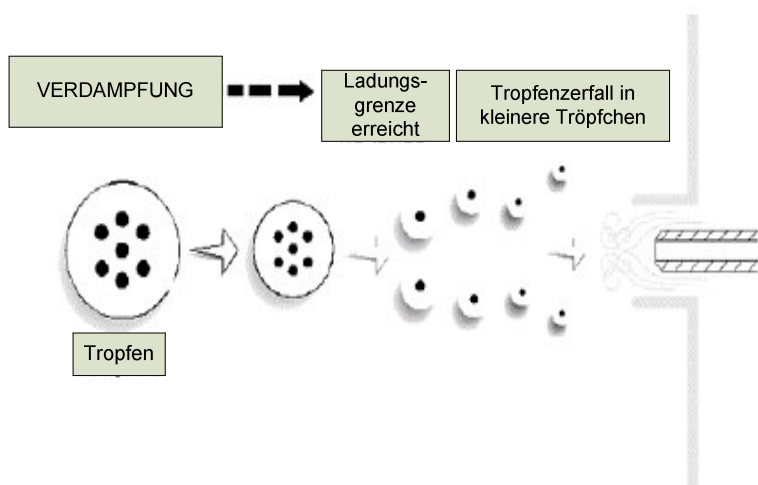 VERDAMPFUNG
Ladungs-
grenze
erreicht
Tropfenzerfall in
kleinere Tröpfchen
Tropfen